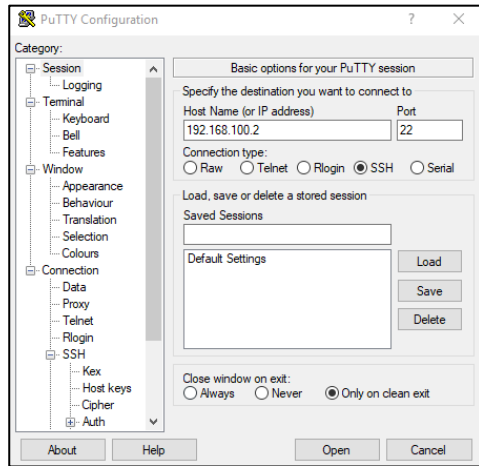 PuTTY Configuration ? ×
Category:
Session
Logging
Terminal
Keyboard
Bell
Features
Window
Appearance
Behaviour
Translation
Selection
Colours
Connection
Data
Proxy
Telnet
Rlogin
SSH
Kex
Host keys
Cipher
Auth
Basic options for your PuTTY session
Specify the destination you want to connect to
Host Name (or IP address) Port
192.168.100.2 22
Connection type:
Raw Telnet Rlogin SSH Serial
Load, save or delete a stored session
Saved Sessions
Default Settings
Load
Save
Delete
Close window on exit:
Always Never Only on clean exit
About Help Open Cancel